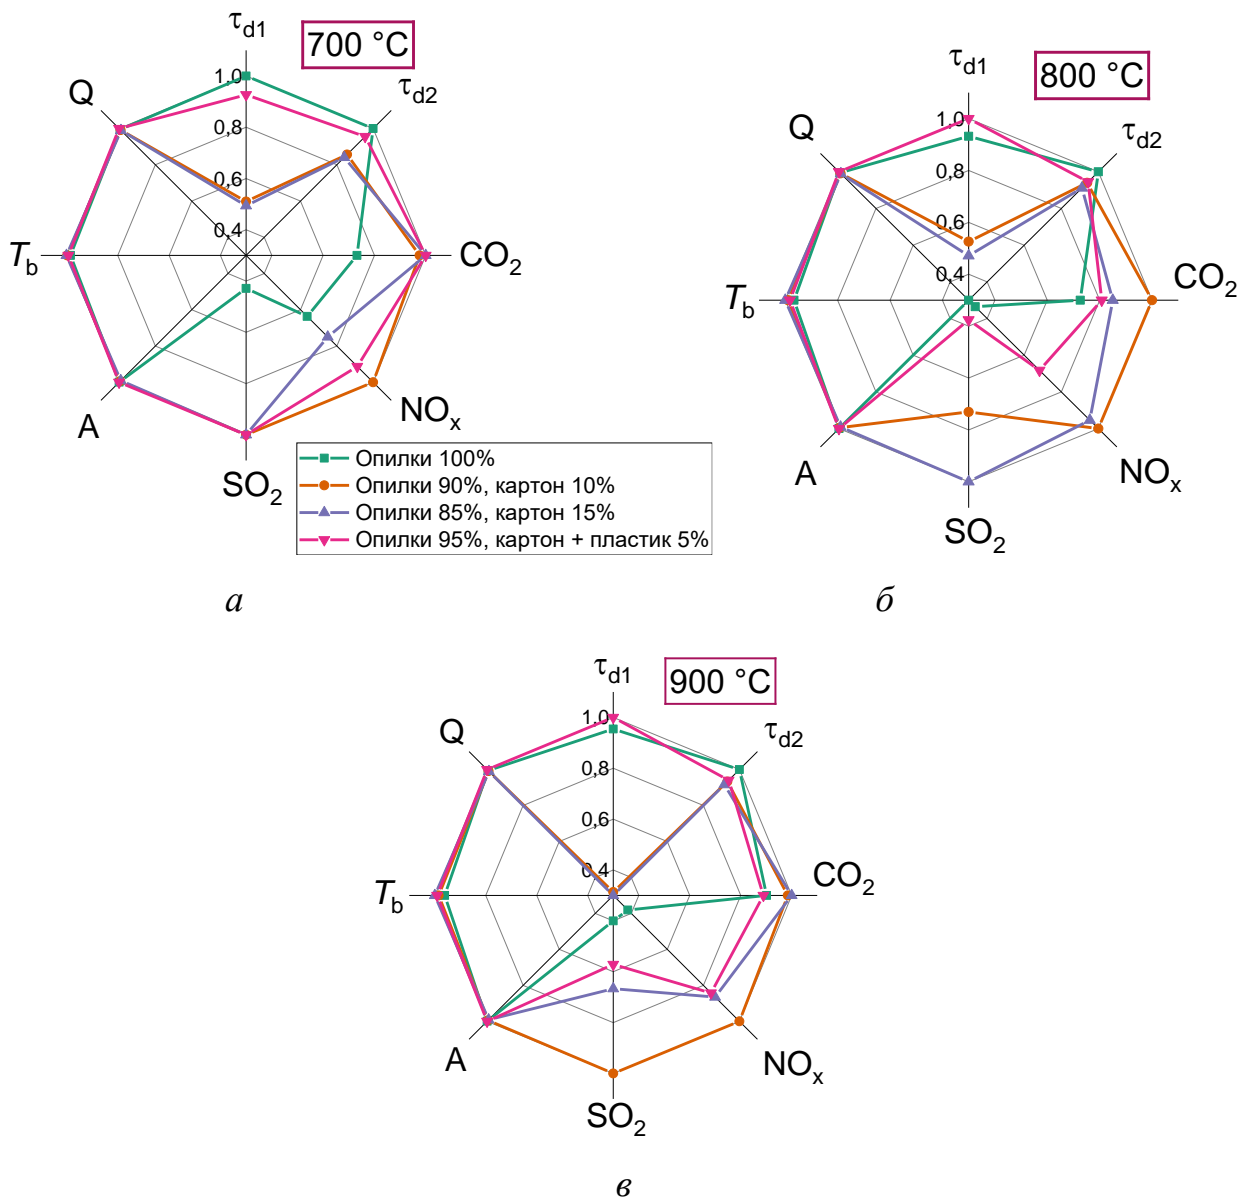 τd1
700 °C
1,0
τd2
Q
0,8
0,6
0,4
Tb
CO2
A
NOx
SO2
Опилки 100%
Опилки 90%, картон 10%
Опилки 85%, картон 15%
Опилки 95%, картон + пластик 5%
а
τd1
800 °C
1,0
τd2
Q
0,8
0,6
0,4
Tb
CO2
A
NOx
SO2
б
τd1
900 °C
1,0
τd2
Q
0,8
0,6
0,4
Tb
CO2
A
NOx
SO2
в